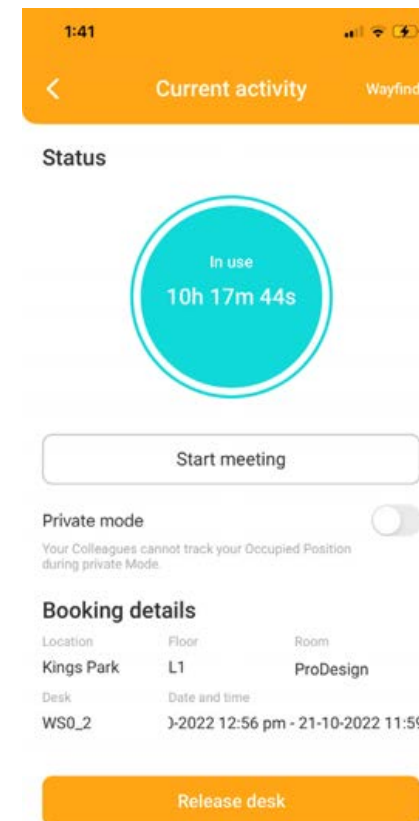 1:41
Current activity
Wayfind
Status
In use
10h 17m 44s
Start meeting
Private mode
Your Colleagues cannot track your Occupied Position
during private Mode.
Booking details
Location Floor Room
Kings Park L1 ProDesign
Desk Date and time
WS0_2 -2022 12:56 pm - 21-10-2022 11:59
Release desk